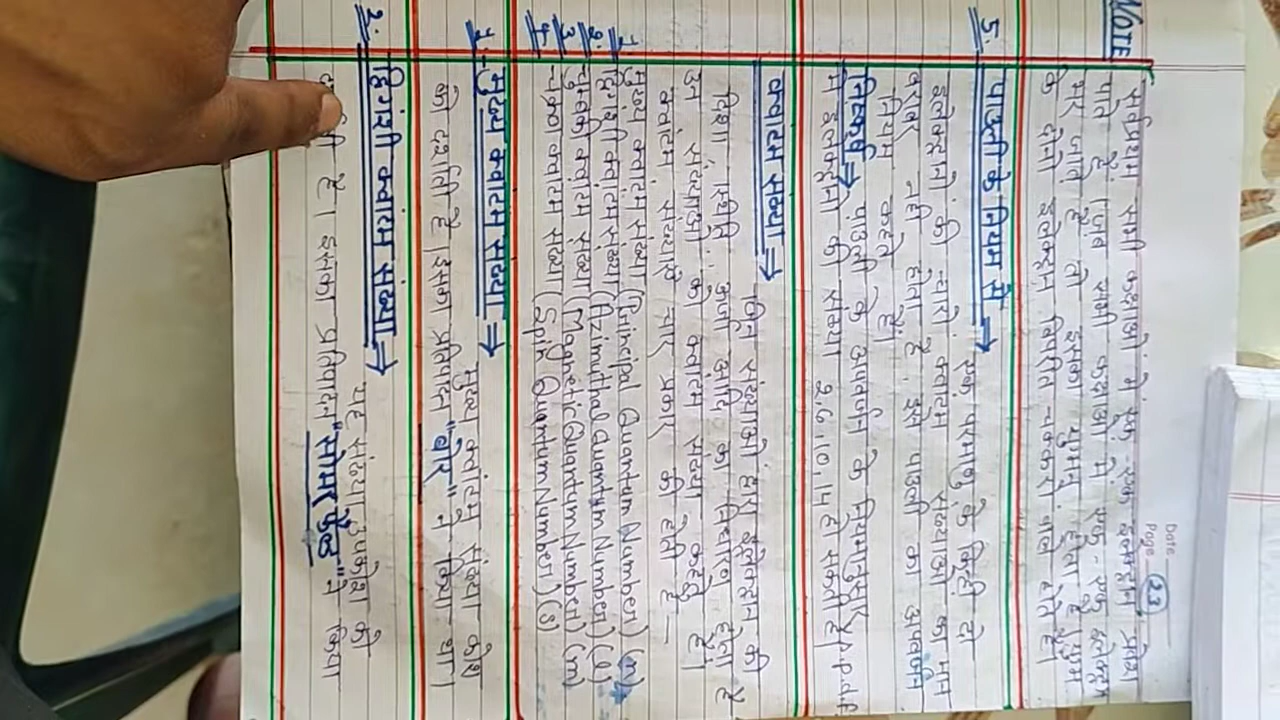 Date
Page 23
NOTE
सर्वप्रथम सभी कक्षाओं में एक-एक इलेक्ट्रॉन प्रवेश
पाते हैं। जब सभी कक्षाओं में एक-एक इलेक्ट्रान
भर जाते हैं तो इसका युग्मन होता है। युग्म
के दोनो इलेक्ट्रान विपरीत चक्करण वाले होते हैं।
5. पाउली के नियम से ⇒ एक परमाणु के किन्ही दो
इलेक्ट्रानो की चारो क्वांटम संख्याओ का मान
बराबर नही होता है इसे पाउली का अपवर्जन
नियम कहते हैं।
निष्कर्ष ⇒ पाउली के अपवर्जन के नियमानुसार s.p.d.f
में इलेक्ट्रानो की संख्या 2,6,10,14 हो सकती है
क्वाटम संख्या ⇒ जिन संख्याओ द्वारा इलेक्ट्रान की
दिशा स्थिति ऊर्जा आदि का निर्धारण होता है
उन संख्याओ को क्वांटम संख्या कहते हैं।
क्वांटम संख्याएं चार प्रकार की होती हैं —
1 मुख्य क्वांटम संख्या (Principal Quantum Number) (n)
2 द्विगंशी क्वांटम संख्या (Azimuthal Quantum Number) (l)
3 चुम्बकीय क्वांटम संख्या (Magnetic Quantum Number) (m)
4 चक्रण क्वांटम संख्या (Spin Quantum Number) (s)
1:- मुख्य क्वांटम संख्या ⇒ मुख्य क्वांटम संख्या कोश
को दर्शाती है। इसका प्रतिपादन "बोर" ने किया था।
2: द्विगंशी क्वांटम संख्या ⇒ यह संख्या उपकोश को
है। इसका प्रतिपादन "सोमर फेल्ड" ने किया